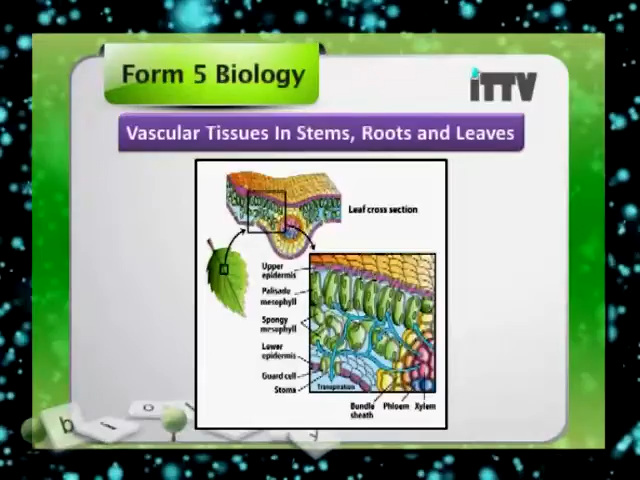 Form 5 Biology
iTTV
Vascular Tissues In Stems, Roots and Leaves
Leaf cross section
Upper
epidermis
Palisade
mesophyll
Spongy
mesophyll
Lower
epidermis
Guard cell
Stoma
Transpiration
Bundle
sheath
Phloem
Xylem
b